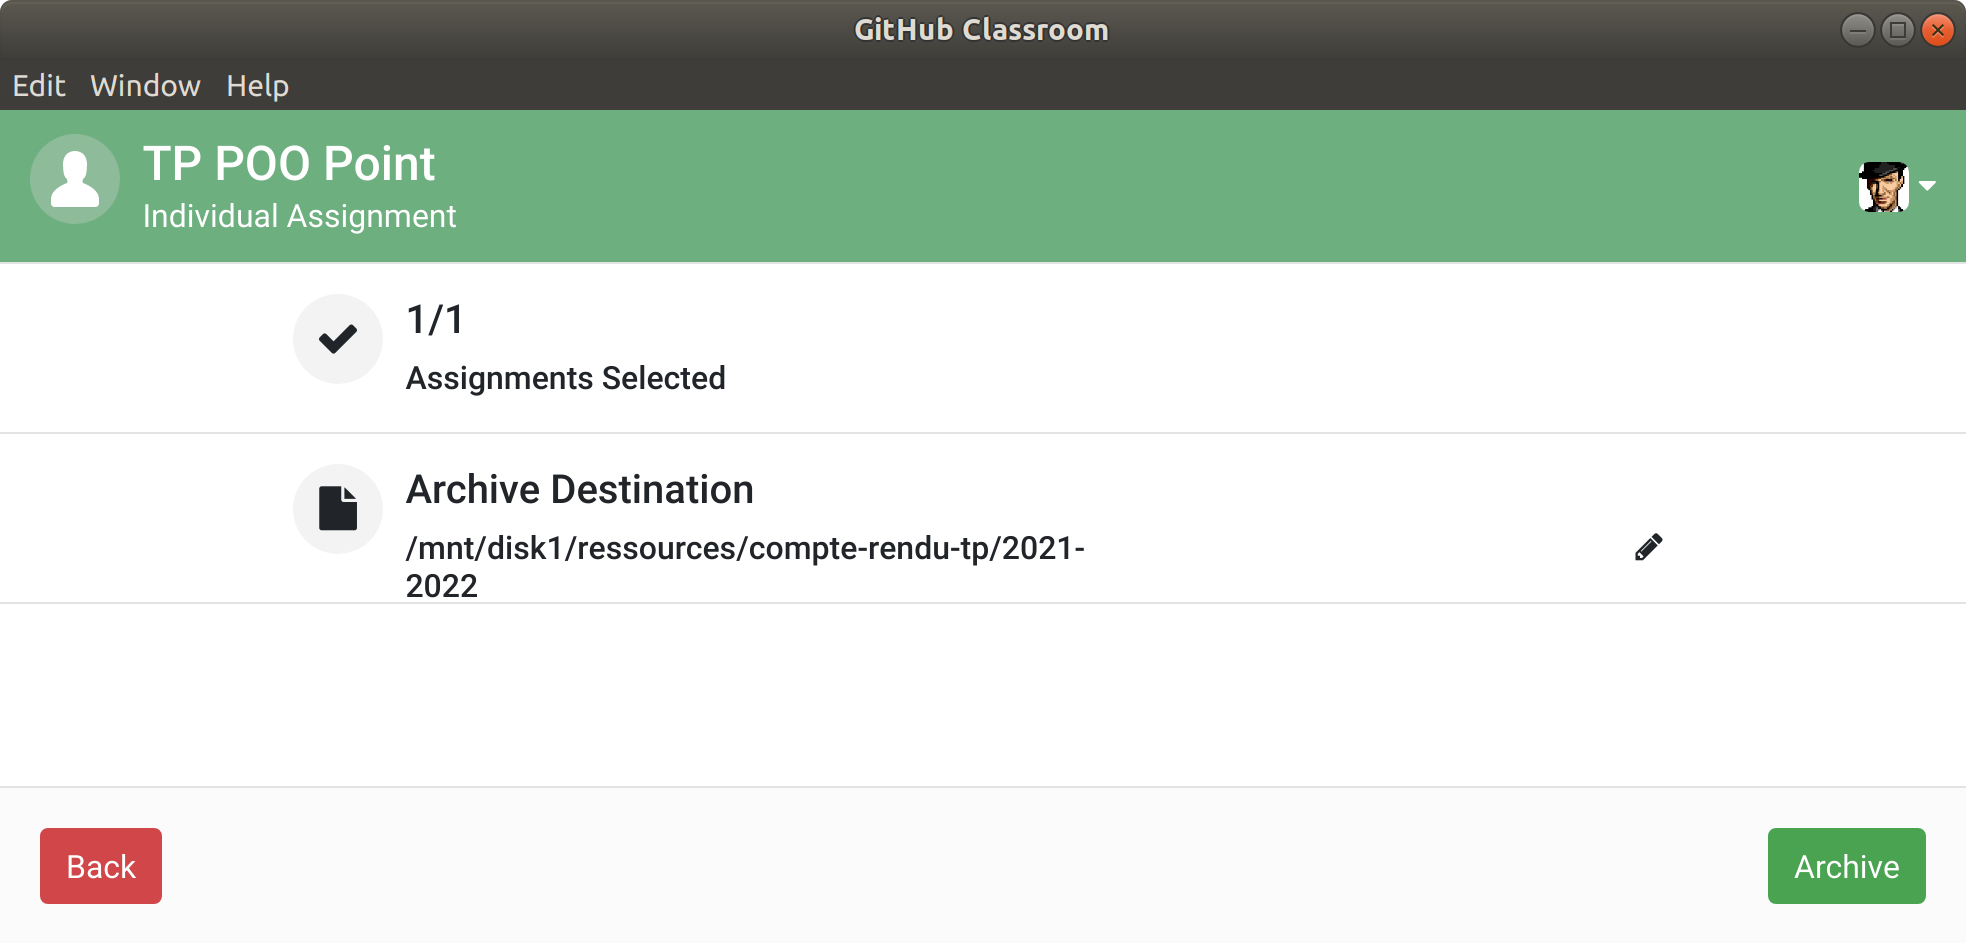 GitHub Classroom
Edit Window Help
TP POO Point
Individual Assignment
1/1
Assignments Selected
Archive Destination
/mnt/disk1/ressources/compte-rendu-tp/2021-
2022
Back
Archive